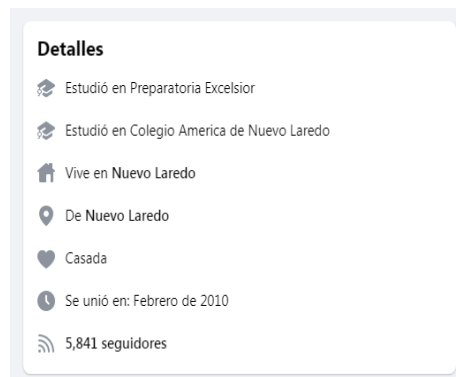 Detalles
Estudió en Preparatoria Excelsior
Estudió en Colegio America de Nuevo Laredo
Vive en Nuevo Laredo
De Nuevo Laredo
Casada
Se unió en: Febrero de 2010
5,841 seguidores